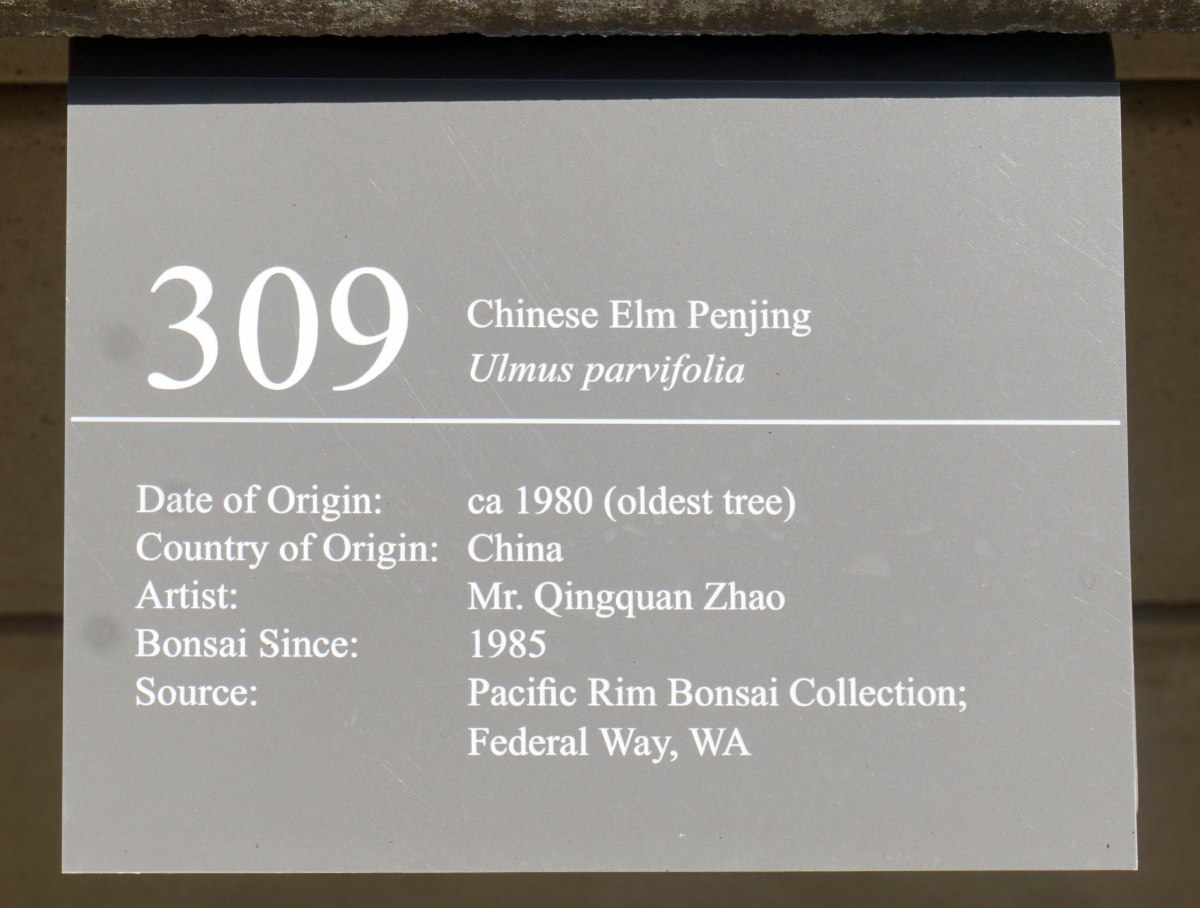 309
Chinese Elm Penjing
Ulmus parvifolia
Date of Origin: ca 1980 (oldest tree)
Country of Origin: China
Artist: Mr. Qingquan Zhao
Bonsai Since: 1985
Source: Pacific Rim Bonsai Collection;
Federal Way, WA